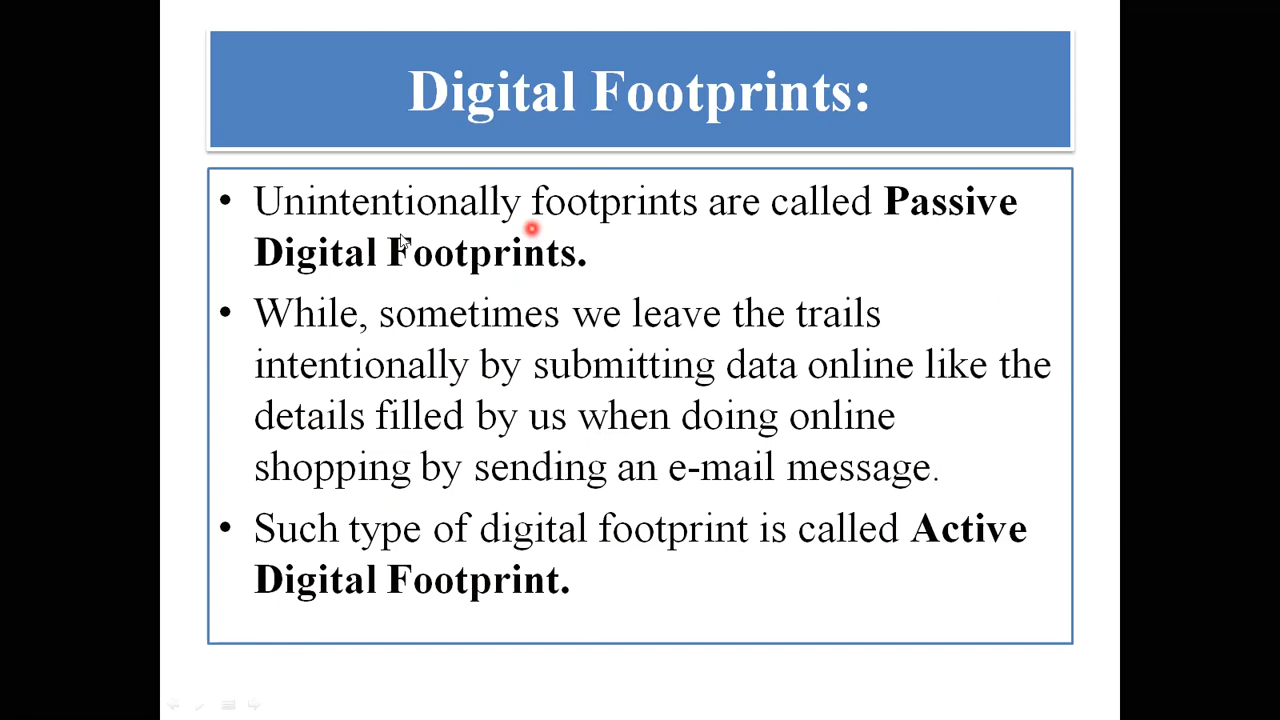 Digital Footprints:
• Unintentionally footprints are called Passive
Digital Footprints.
• While, sometimes we leave the trails
intentionally by submitting data online like the
details filled by us when doing online
shopping by sending an e-mail message.
• Such type of digital footprint is called Active
Digital Footprint.